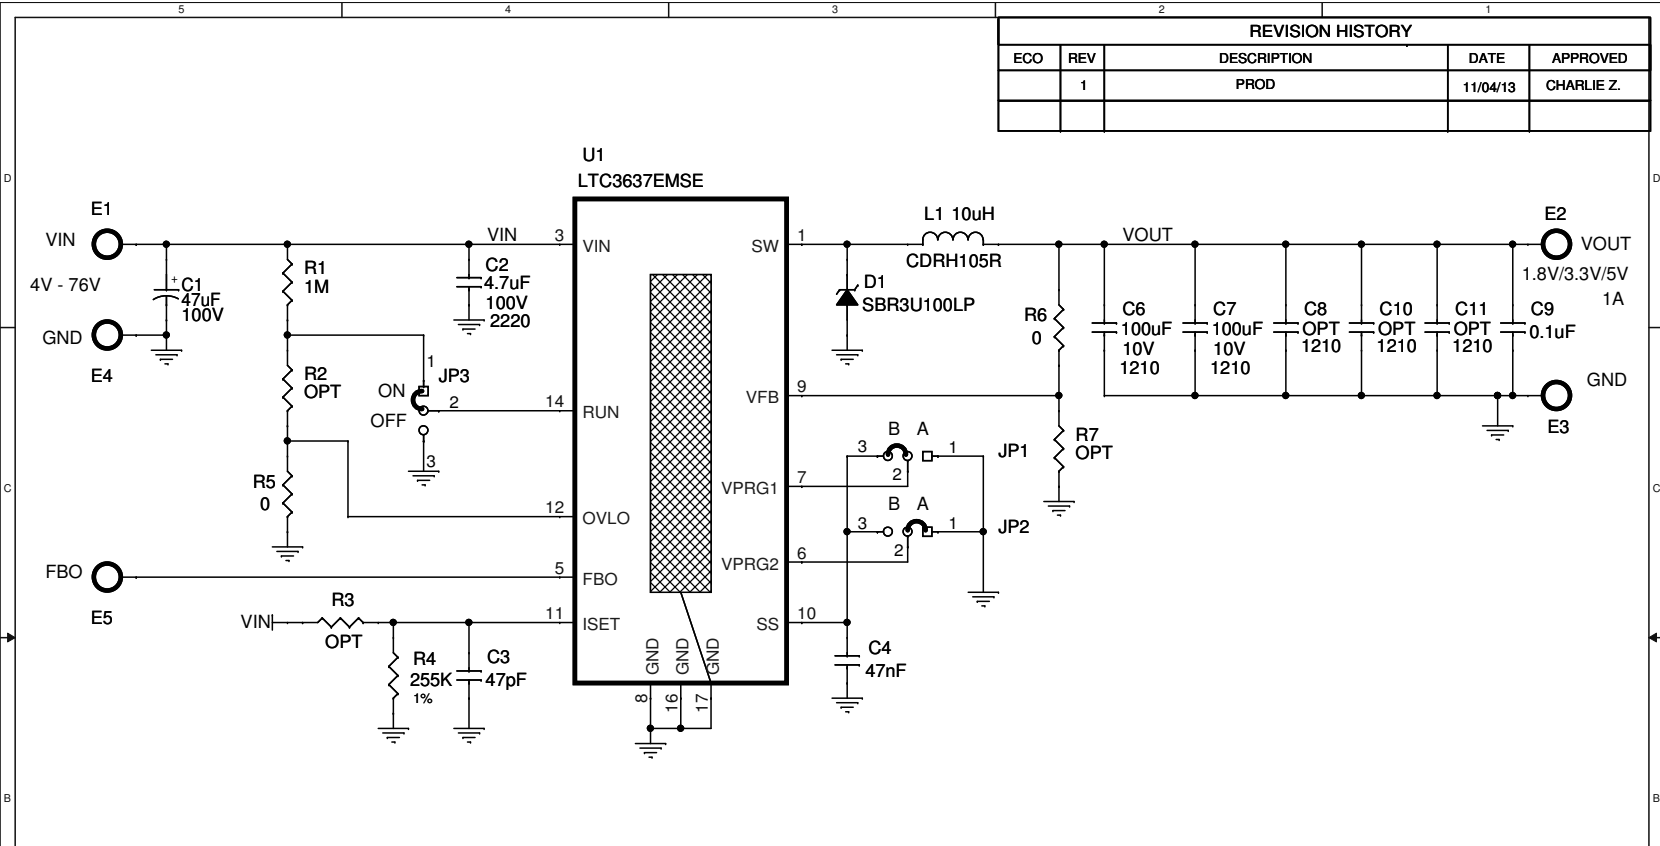 5 4 3 2 1
REVISION HISTORY
ECO REV DESCRIPTION DATE APPROVED
1 PROD 11/04/13 CHARLIE Z.
D D
U1
LTC3637EMSE
E1
VIN
4V - 76V
GND
E4
+
C1
47uF
100V
R1
1M
VIN
C2
4.7uF
100V
2220
R2
OPT
1
JP3
ON
2
OFF
3
R5
0
FBO
E5
VIN
R3
OPT
R4
255K
1%
C3
47pF
3 VIN
14 RUN
12 OVLO
5 FBO
11 ISET
GND GND GND
8 16 17
SW 1
VFB 9
VPRG1 7
VPRG2 6
SS 10
L1 10uH
CDRH105R
D1
SBR3U100LP
VOUT
R6
0
R7
OPT
B A
3 1 JP1
2
B A
3 1 JP2
2
C4
47nF
C6
100uF
10V
1210
C7
100uF
10V
1210
C8
OPT
1210
C10
OPT
1210
C11
OPT
1210
C9
0.1uF
E2
VOUT
1.8V/3.3V/5V
1A
GND
E3
C C
B B